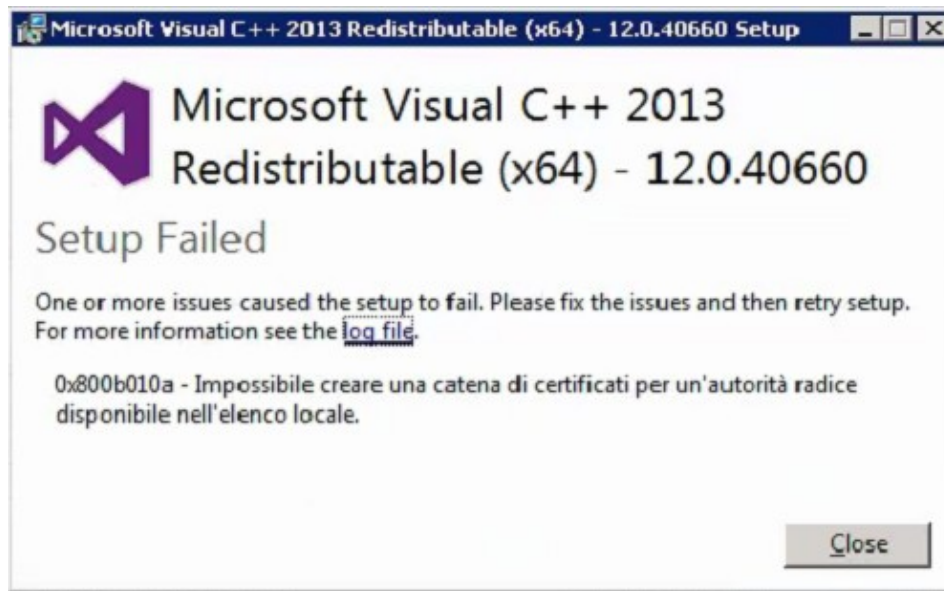 Microsoft Visual C++ 2013 Redistributable (x64) - 12.0.40660 Setup
Microsoft Visual C++ 2013
Redistributable (x64) - 12.0.40660
Setup Failed
One or more issues caused the setup to fail. Please fix the issues and then retry setup.
For more information see the log file.
0x800b010a - Impossibile creare una catena di certificati per un'autorità radice
disponibile nell'elenco locale.
Close